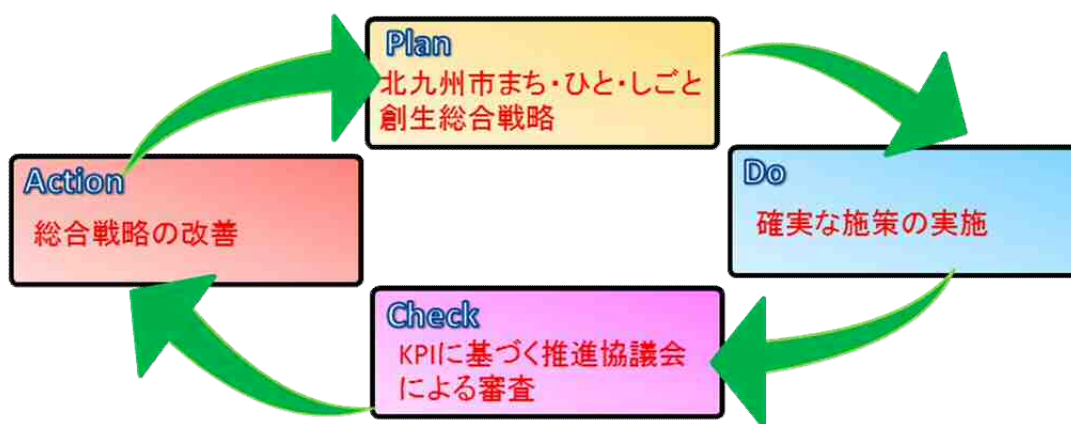 Plan
北九州市まち・ひと・しごと
創生総合戦略
Do
確実な施策の実施
Check
KPIに基づく推進協議会
による審査
Action
総合戦略の改善